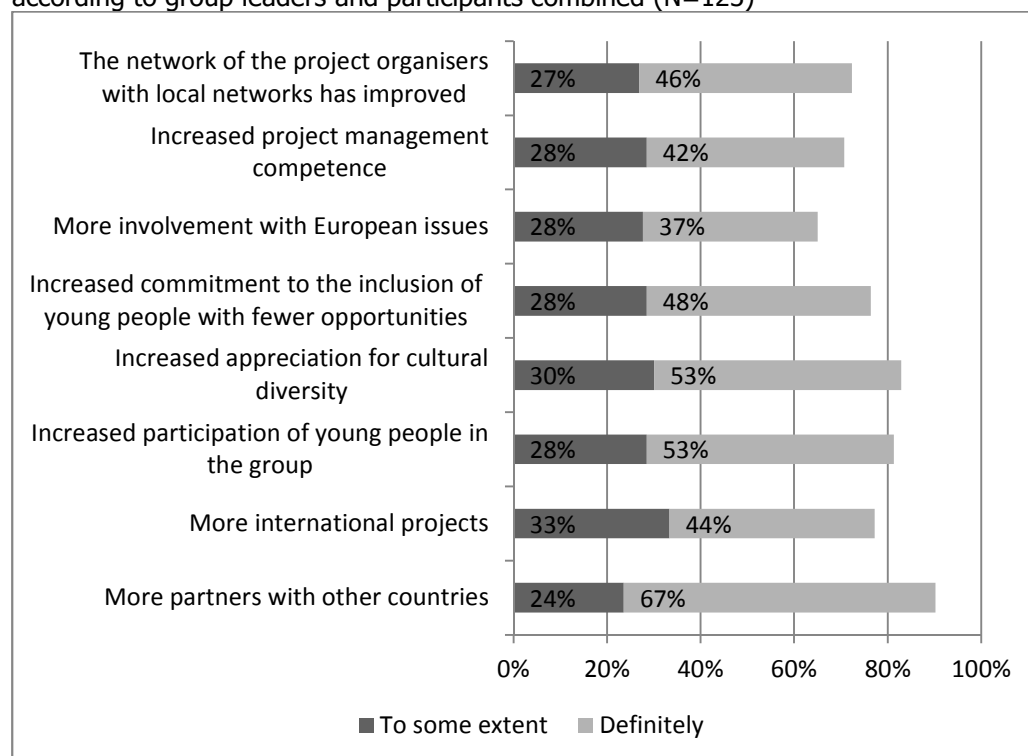 according to group leaders and participants combined (N=123)
The network of the project organisers
with local networks has improved
27% 46%
Increased project management
competence
28% 42%
More involvement with European issues
28% 37%
Increased commitment to the inclusion of
young people with fewer opportunities
28% 48%
Increased appreciation for cultural
diversity
30% 53%
Increased participation of young people in
the group
28% 53%
More international projects
33% 44%
More partners with other countries
24% 67%
0% 20% 40% 60% 80% 100%
To some extent Definitely